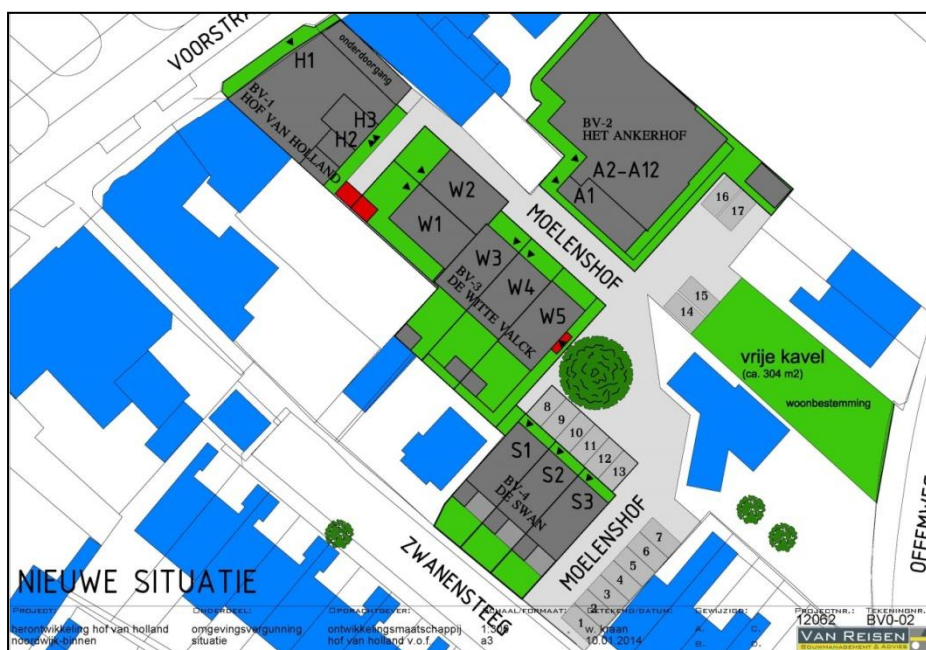 VOORSTRA
H1
onderdoorgang
BV-1
HOF VAN HOLLAND
H3
H2
BV-2
HET ANKERHOF
A2-A12
A1
16
17
W2
W1
MOELENSHOF
W3
BV-3
DE WITTE VALCK
W4
W5
15
14
vrije kavel
(ca. 304 m2)
woonbestemming
8
9
10
11
12
13
S1
S2
S3
BV-4
DE SWAN
MOELENSHOF
7
6
5
4
3
2
1
ZWANENSTEEG
OFFEMWEG
NIEUWE SITUATIE
PROJECT:
herontwikkeling hof van holland
noordwijk-binnen
ONDERDEEL:
omgevingsvergunning
situatie
OPDRACHTGEVER:
ontwikkelingsmaatschappij
hof van holland v.o.f.
SCHAAL/FORMAAT:
a3
GETEKEND/DATUM:
w. kraan
10.01.2014
GEWIJZIGD:
A. C.
B. D.
PROJECTNR.:
12062
TEKENINGNR.
BV0-02
VAN REISEN
BOUWMANAGEMENT & ADVIES